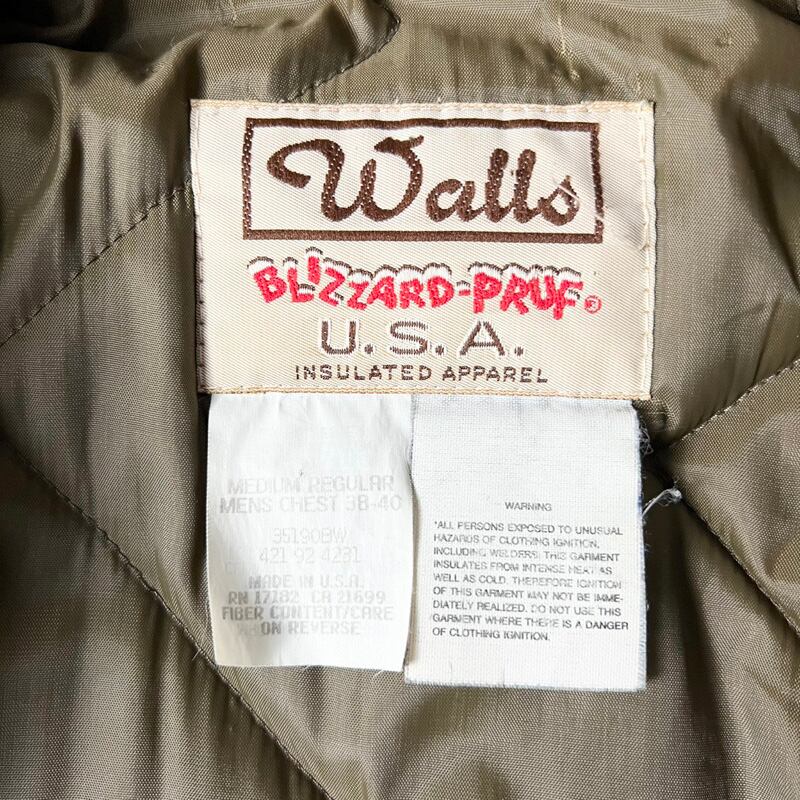 Walls
BLIZZARD-PRUF®
U.S.A.
INSULATED APPAREL
MEDIUM REGULAR
MENS CHEST 38-40
35190BW
421 92 4231
MADE IN U.S.A.
RN 17182 CA 21699
FIBER CONTENT/CARE
ON REVERSE
WARNING
"ALL PERSONS EXPOSED TO UNUSUAL
HAZARDS OF CLOTHING IGNITION,
INCLUDING WELDERS: THIS GARMENT
INSULATES FROM INTENSE HEAT AS
WELL AS COLD. THEREFORE IGNITION
OF THIS GARMENT MAY NOT BE IMME-
DIATELY REALIZED. DO NOT USE THIS
GARMENT WHERE THERE IS A DANGER
OF CLOTHING IGNITION.